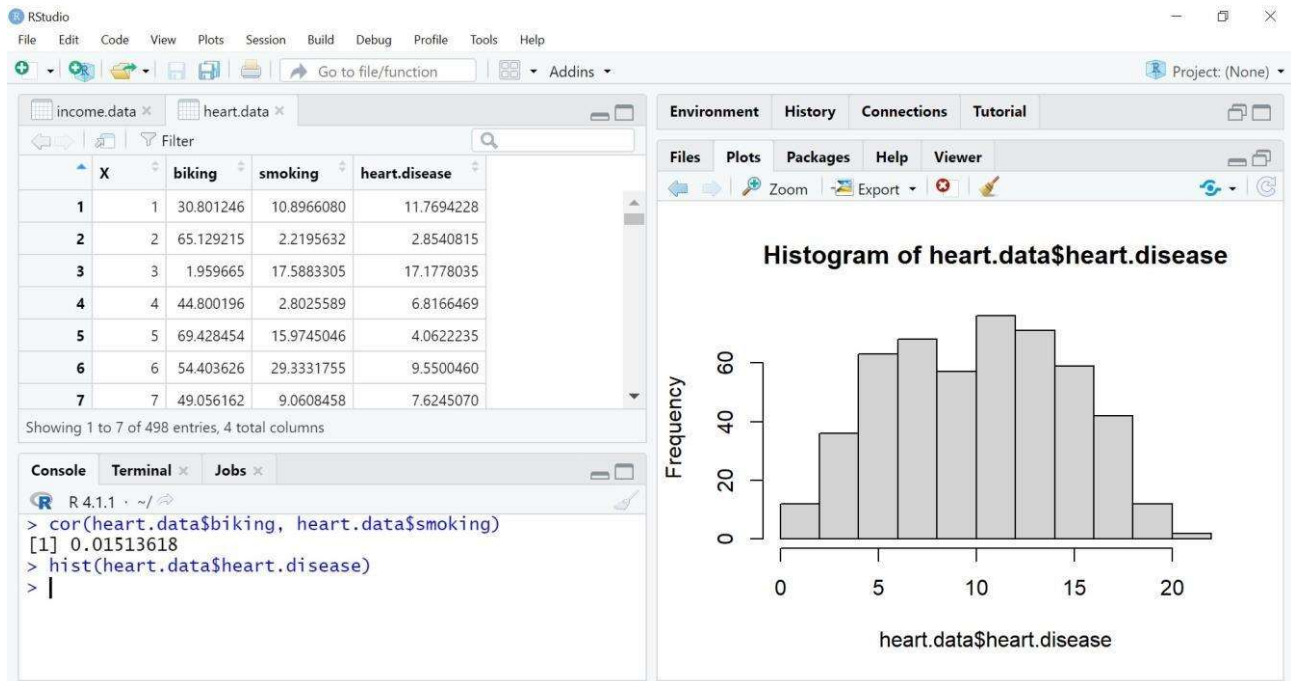 RStudio
File Edit Code View Plots Session Build Debug Profile Tools Help
Go to file/function Addins Project: (None)
income.data heart.data
Filter
X biking smoking heart.disease
1 1 30.801246 10.8966080 11.7694228
2 2 65.129215 2.2195632 2.8540815
3 3 1.959665 17.5883305 17.1778035
4 4 44.800196 2.8025589 6.8166469
5 5 69.428454 15.9745046 4.0622235
6 6 54.403626 29.3331755 9.5500460
7 7 49.056162 9.0608458 7.6245070
Showing 1 to 7 of 498 entries, 4 total columns
Console Terminal Jobs
R 4.1.1 · ~/
> cor(heart.data$biking, heart.data$smoking)
[1] 0.01513618
> hist(heart.data$heart.disease)
>
Environment History Connections Tutorial
Files Plots Packages Help Viewer
Zoom Export
Histogram of heart.data$heart.disease
Frequency
60
40
20
0
0 5 10 15 20
heart.data$heart.disease